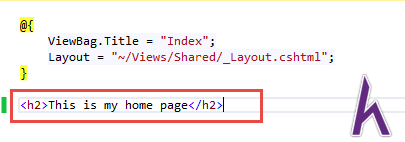 @{
ViewBag.Title = "Index";
Layout = "~/Views/Shared/_Layout.cshtml";
}
<h2>This is my home page</h2>